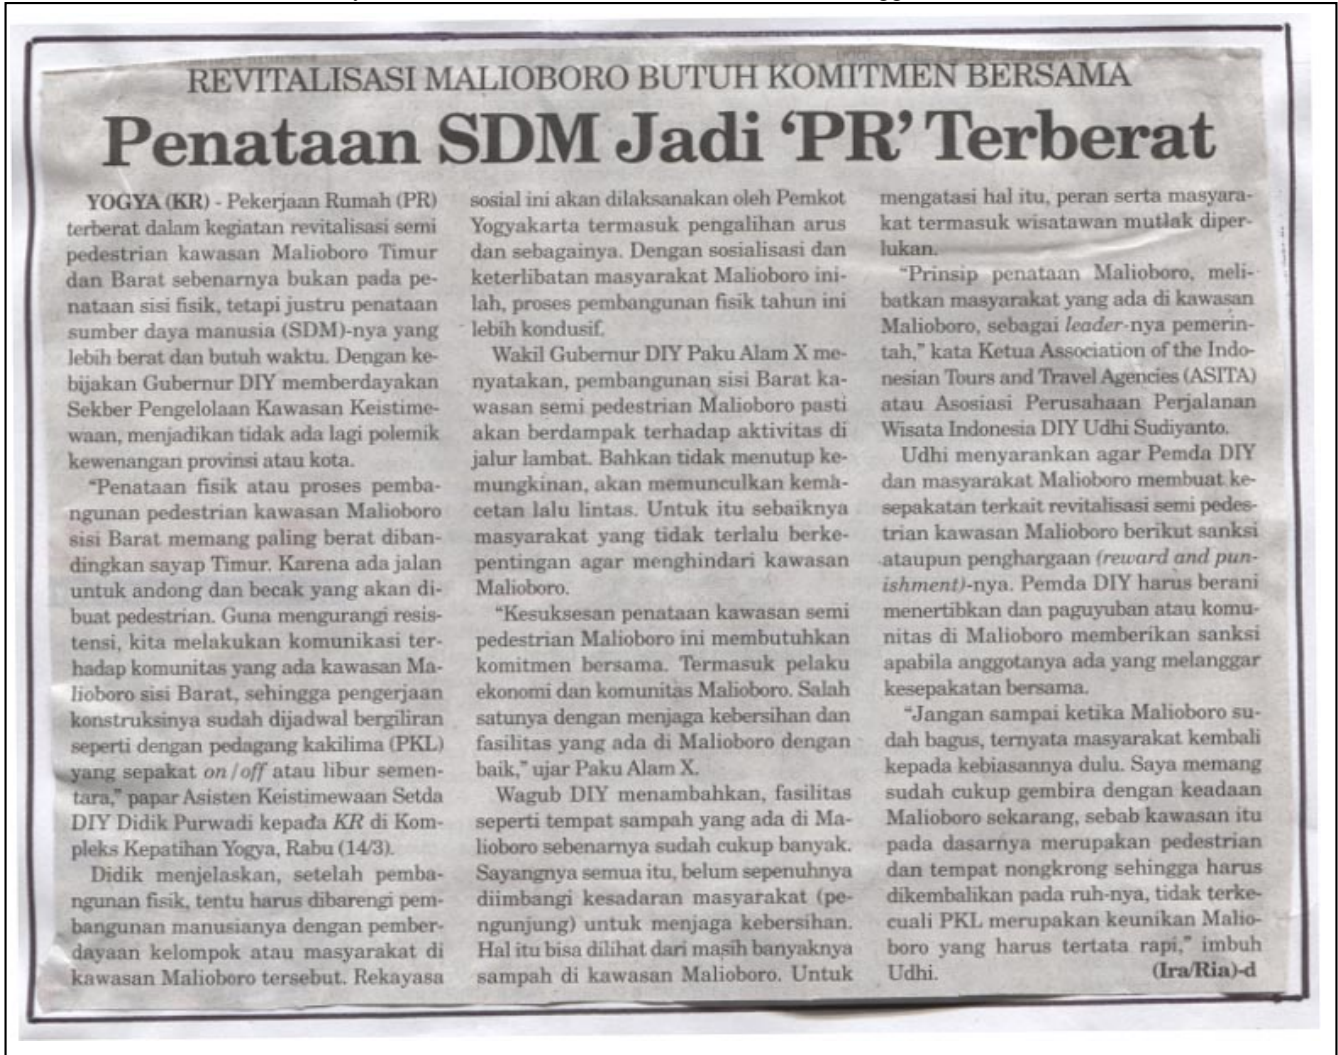 REVITALISASI MALIOBORO BUTUH KOMITMEN BERSAMA
Penataan SDM Jadi ‘PR’ Terberat
YOGYA (KR) - Pekerjaan Rumah (PR)
terberat dalam kegiatan revitalisasi semi
pedestrian kawasan Malioboro Timur
dan Barat sebenarnya bukan pada pe-
nataan sisi fisik, tetapi justru penataan
sumber daya manusia (SDM)-nya yang
lebih berat dan butuh waktu. Dengan ke-
bijakan Gubernur DIY memberdayakan
Sekber Pengelolaan Kawasan Keistime-
waan, menjadikan tidak ada lagi polemik
kewenangan provinsi atau kota.
“Penataan fisik atau proses pemba-
ngunan pedestrian kawasan Malioboro
sisi Barat memang paling berat diban-
dingkan sayap Timur. Karena ada jalan
untuk andong dan becak yang akan di-
buat pedestrian. Guna mengurangi resis-
tensi, kita melakukan komunikasi ter-
hadap komunitas yang ada kawasan Ma-
lioboro sisi Barat, sehingga pengerjaan
konstruksinya sudah dijadwal bergiliran
seperti dengan pedagang kakilima (PKL)
yang sepakat on/off atau libur semen-
tara,” papar Asisten Keistimewaan Setda
DIY Didik Purwadi kepada KR di Kom-
pleks Kepatihan Yogya, Rabu (14/3).
Didik menjelaskan, setelah pemba-
ngunan fisik, tentu harus dibarengi pem-
bangunan manusianya dengan pember-
dayaan kelompok atau masyarakat di
kawasan Malioboro tersebut. Rekayasa
sosial ini akan dilaksanakan oleh Pemkot
Yogyakarta termasuk pengalihan arus
dan sebagainya. Dengan sosialisasi dan
keterlibatan masyarakat Malioboro ini-
lah, proses pembangunan fisik tahun ini
lebih kondusif.
Wakil Gubernur DIY Paku Alam X me-
nyatakan, pembangunan sisi Barat ka-
wasan semi pedestrian Malioboro pasti
akan berdampak terhadap aktivitas di
jalur lambat. Bahkan tidak menutup ke-
mungkinan, akan memunculkan kema-
cetan lalu lintas. Untuk itu sebaiknya
masyarakat yang tidak terlalu berke-
pentingan agar menghindari kawasan
Malioboro.
“Kesuksesan penataan kawasan semi
pedestrian Malioboro ini membutuhkan
komitmen bersama. Termasuk pelaku
ekonomi dan komunitas Malioboro. Salah
satunya dengan menjaga kebersihan dan
fasilitas yang ada di Malioboro dengan
baik,” ujar Paku Alam X.
Wagub DIY menambahkan, fasilitas
seperti tempat sampah yang ada di Ma-
lioboro sebenarnya sudah cukup banyak.
Sayangnya semua itu, belum sepenuhnya
diimbangi kesadaran masyarakat (pe-
ngunjung) untuk menjaga kebersihan.
Hal itu bisa dilihat dari masih banyaknya
sampah di kawasan Malioboro. Untuk
mengatasi hal itu, peran serta masyara-
kat termasuk wisatawan mutlak diper-
lukan.
“Prinsip penataan Malioboro, meli-
batkan masyarakat yang ada di kawasan
Malioboro, sebagai leader-nya pemerin-
tah,” kata Ketua Association of the Indo-
nesian Tours and Travel Agencies (ASITA)
atau Asosiasi Perusahaan Perjalanan
Wisata Indonesia DIY Udhi Sudiyanto.
Udhi menyarankan agar Pemda DIY
dan masyarakat Malioboro membuat ke-
sepakatan terkait revitalisasi semi pedes-
trian kawasan Malioboro berikut sanksi
ataupun penghargaan (reward and pun-
ishment)-nya. Pemda DIY harus berani
menertibkan dan paguyuban atau komu-
nitas di Malioboro memberikan sanksi
apabila anggotanya ada yang melanggar
kesepakatan bersama.
“Jangan sampai ketika Malioboro su-
dah bagus, ternyata masyarakat kembali
kepada kebiasannya dulu. Saya memang
sudah cukup gembira dengan keadaan
Malioboro sekarang, sebab kawasan itu
pada dasarnya merupakan pedestrian
dan tempat nongkrong sehingga harus
dikembalikan pada ruh-nya, tidak terke-
cuali PKL merupakan keunikan Malio-
boro yang harus tertata rapi,” imbuh
Udhi. (Ira/Ria)-d